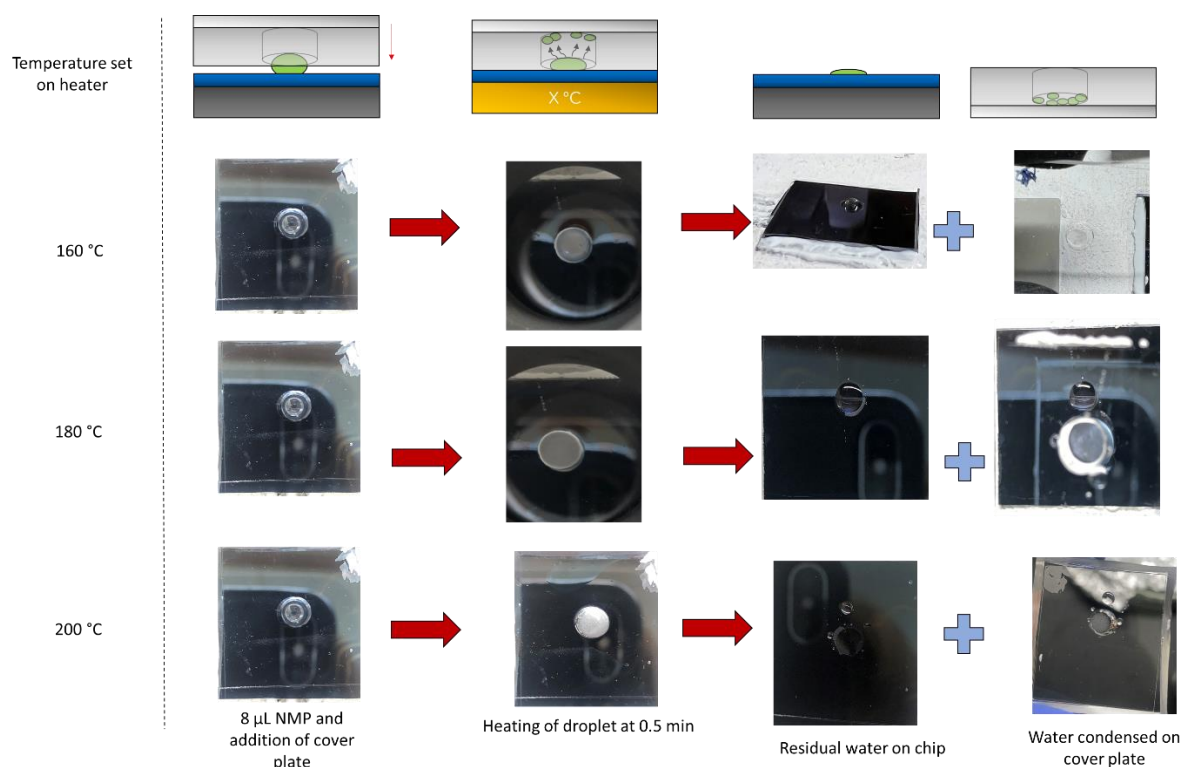 Temperature set
on heater
X °C
160 °C
180 °C
200 °C
8 µL NMP and
addition of cover
plate
Heating of droplet at 0.5 min
Residual water on chip
Water condensed on
cover plate